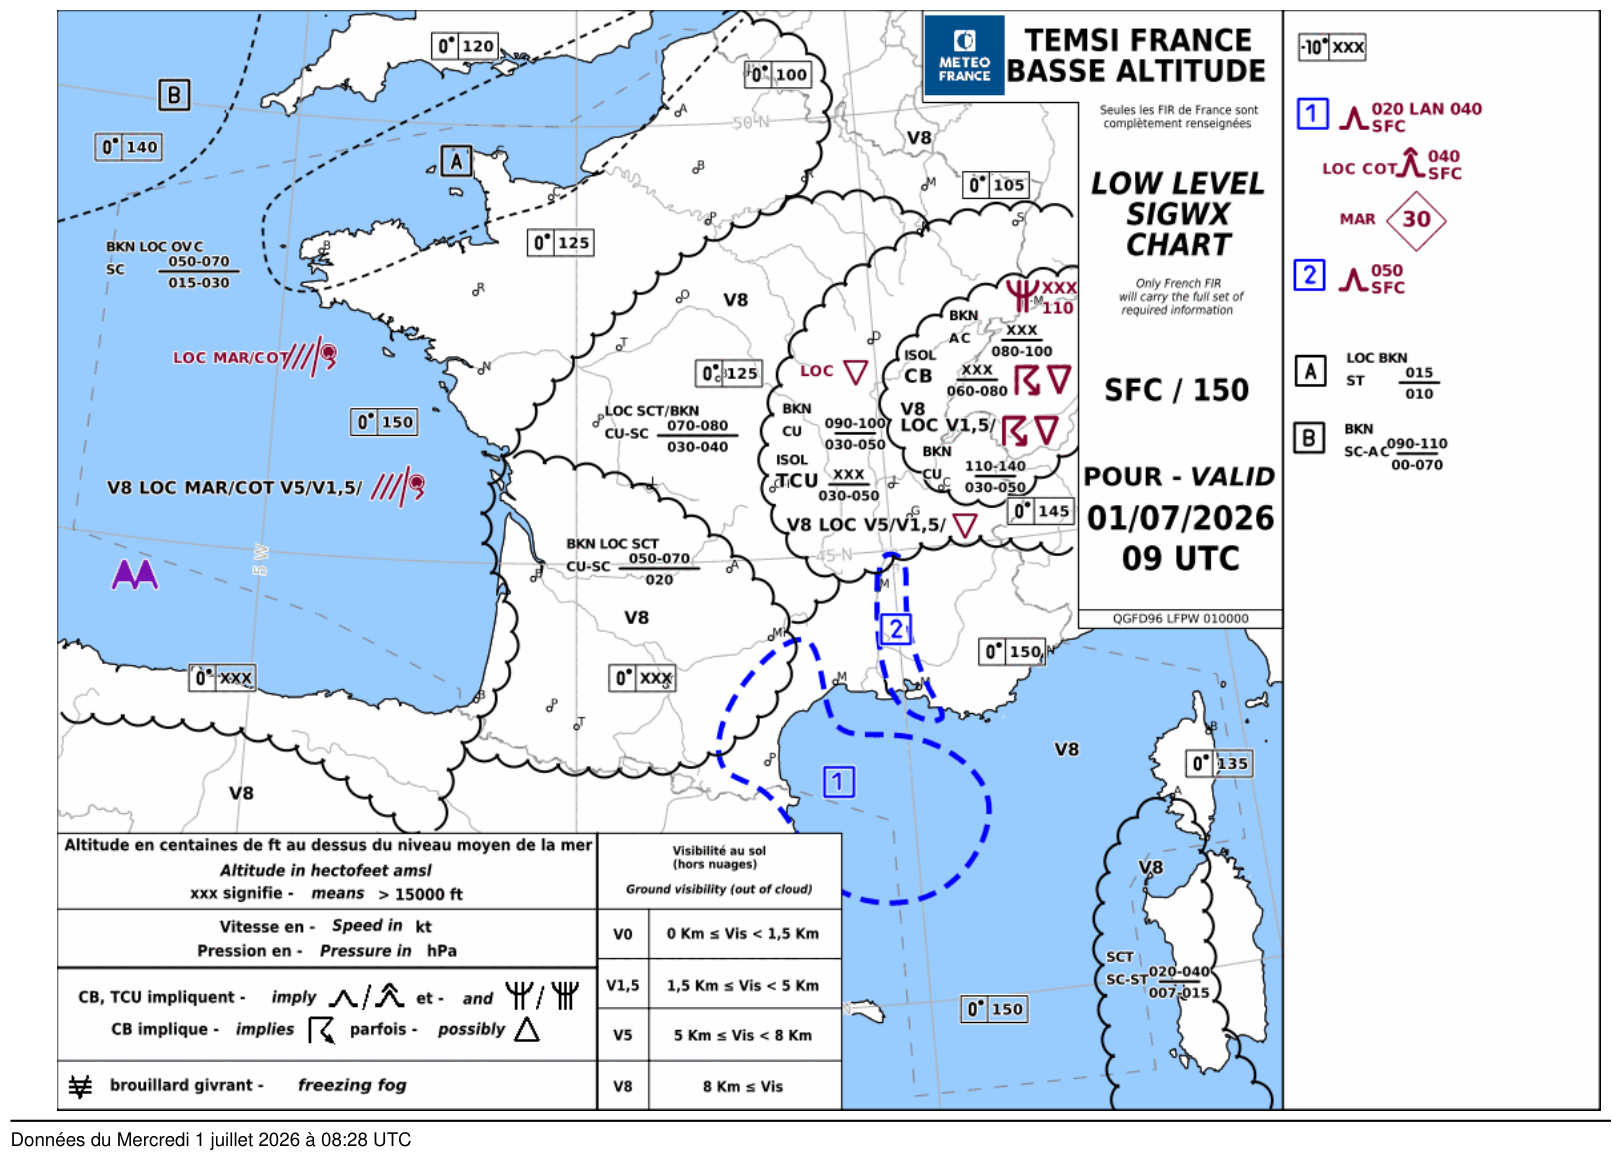 METEO
FRANCE
TEMSI FRANCE
BASSE ALTITUDE
Seules les FIR de France sont
complètement renseignées
LOW LEVEL
SIGWX
CHART
Only French FIR
will carry the full set of
required information
SFC / 150
POUR - VALID
01/07/2026
09 UTC
QGFD96 LFPW 010000
-10° xxx
1
020 LAN 040
SFC
LOC COT
040
SFC
MAR
30
2
050
SFC
A
LOC BKN
ST
015
010
B
BKN
SC-AC
090-110
00-070
0° 120
B
0° 140
0° 100
50°N
V8
A
0° 105
0° 125
BKN LOC OVC
SC
050-070
015-030
V8
LOC MAR/COT
0° 125
0° 150
LOC SCT/BKN
CU-SC
070-080
030-040
LOC
BKN
CU
090-100
030-050
ISOL
TCU
xxx
030-050
V8 LOC V5/V1,5/
xxx
110
BKN
AC
xxx
080-100
ISOL
CB
xxx
060-080
V8
LOC V1,5/
BKN
CU
110-140
030-050
0° 145
V8 LOC MAR/COT V5/V1,5/
5°W
45°N
BKN LOC SCT
CU-SC
050-070
020
V8
2
0° 150
0° xxx
0° xxx
V8
V8
1
0° 135
V8
SCT
SC-ST
020-040
007-015
0° 150
Altitude en centaines de ft au dessus du niveau moyen de la mer
Altitude in hectofeet amsl
xxx signifie - means > 15000 ft
Vitesse en - Speed in kt
Pression en - Pressure in hPa
CB, TCU impliquent - imply / et - and /
CB implique - implies parfois - possibly
brouillard givrant - freezing fog
Visibilité au sol
(hors nuages)
Ground visibility (out of cloud)
V0 0 Km ≤ Vis < 1,5 Km
V1,5 1,5 Km ≤ Vis < 5 Km
V5 5 Km ≤ Vis < 8 Km
V8 8 Km ≤ Vis
Données du Mercredi 1 juillet 2026 à 08:28 UTC